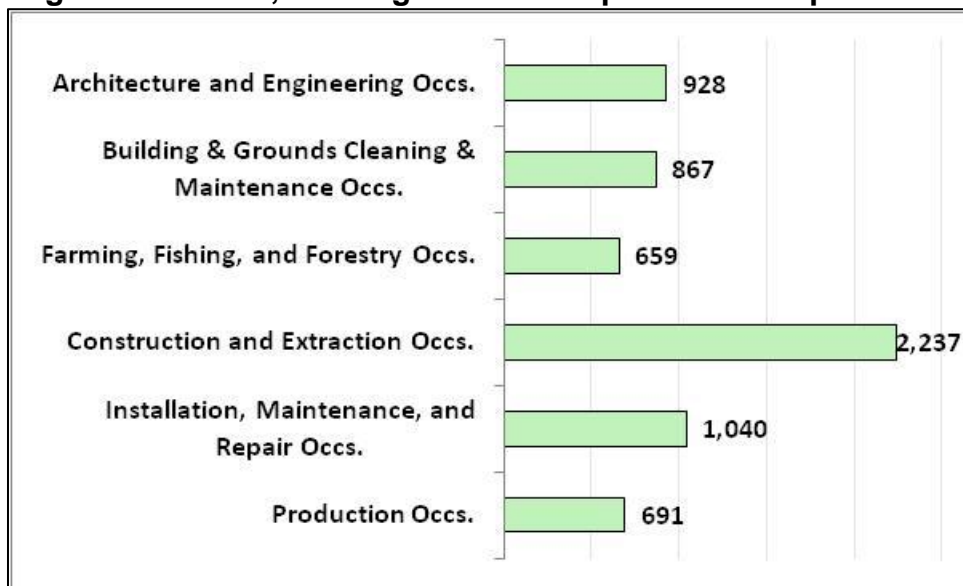 Architecture and Engineering Occs.
928
Building & Grounds Cleaning &
Maintenance Occs.
867
Farming, Fishing, and Forestry Occs.
659
Construction and Extraction Occs.
2,237
Installation, Maintenance, and
Repair Occs.
1,040
Production Occs.
691